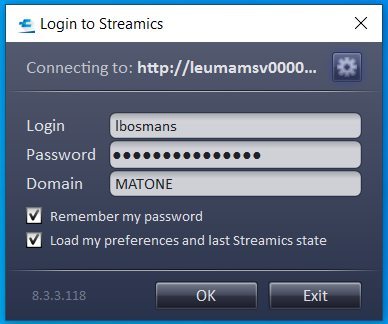 Login to Streamics
Connecting to: http://leumamsv0000...
Login lbosmans
Password ●●●●●●●●●●●●●●●
Domain MATONE
Remember my password
Load my preferences and last Streamics state
8.3.3.118 OK Exit